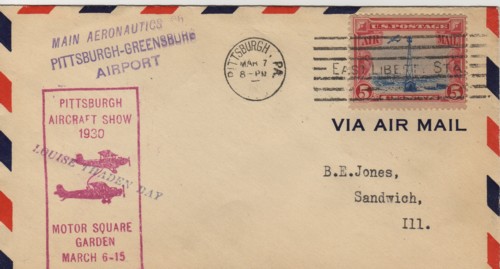 MAIN AERONAUTICS
PITTSBURGH-GREENSBURG
AIRPORT
PITTSBURGH, PA.
MAR 7
8-PM
U.S. POSTAGE
AIR MAIL
EAST LIBERTY STA.
5 U.S. POSTAGE 5
VIA AIR MAIL
PITTSBURGH
AIRCRAFT SHOW
1930
LOUISE THADEN DAY
MOTOR SQUARE
GARDEN
MARCH 6-15
B.E.Jones,
Sandwich,
Ill.